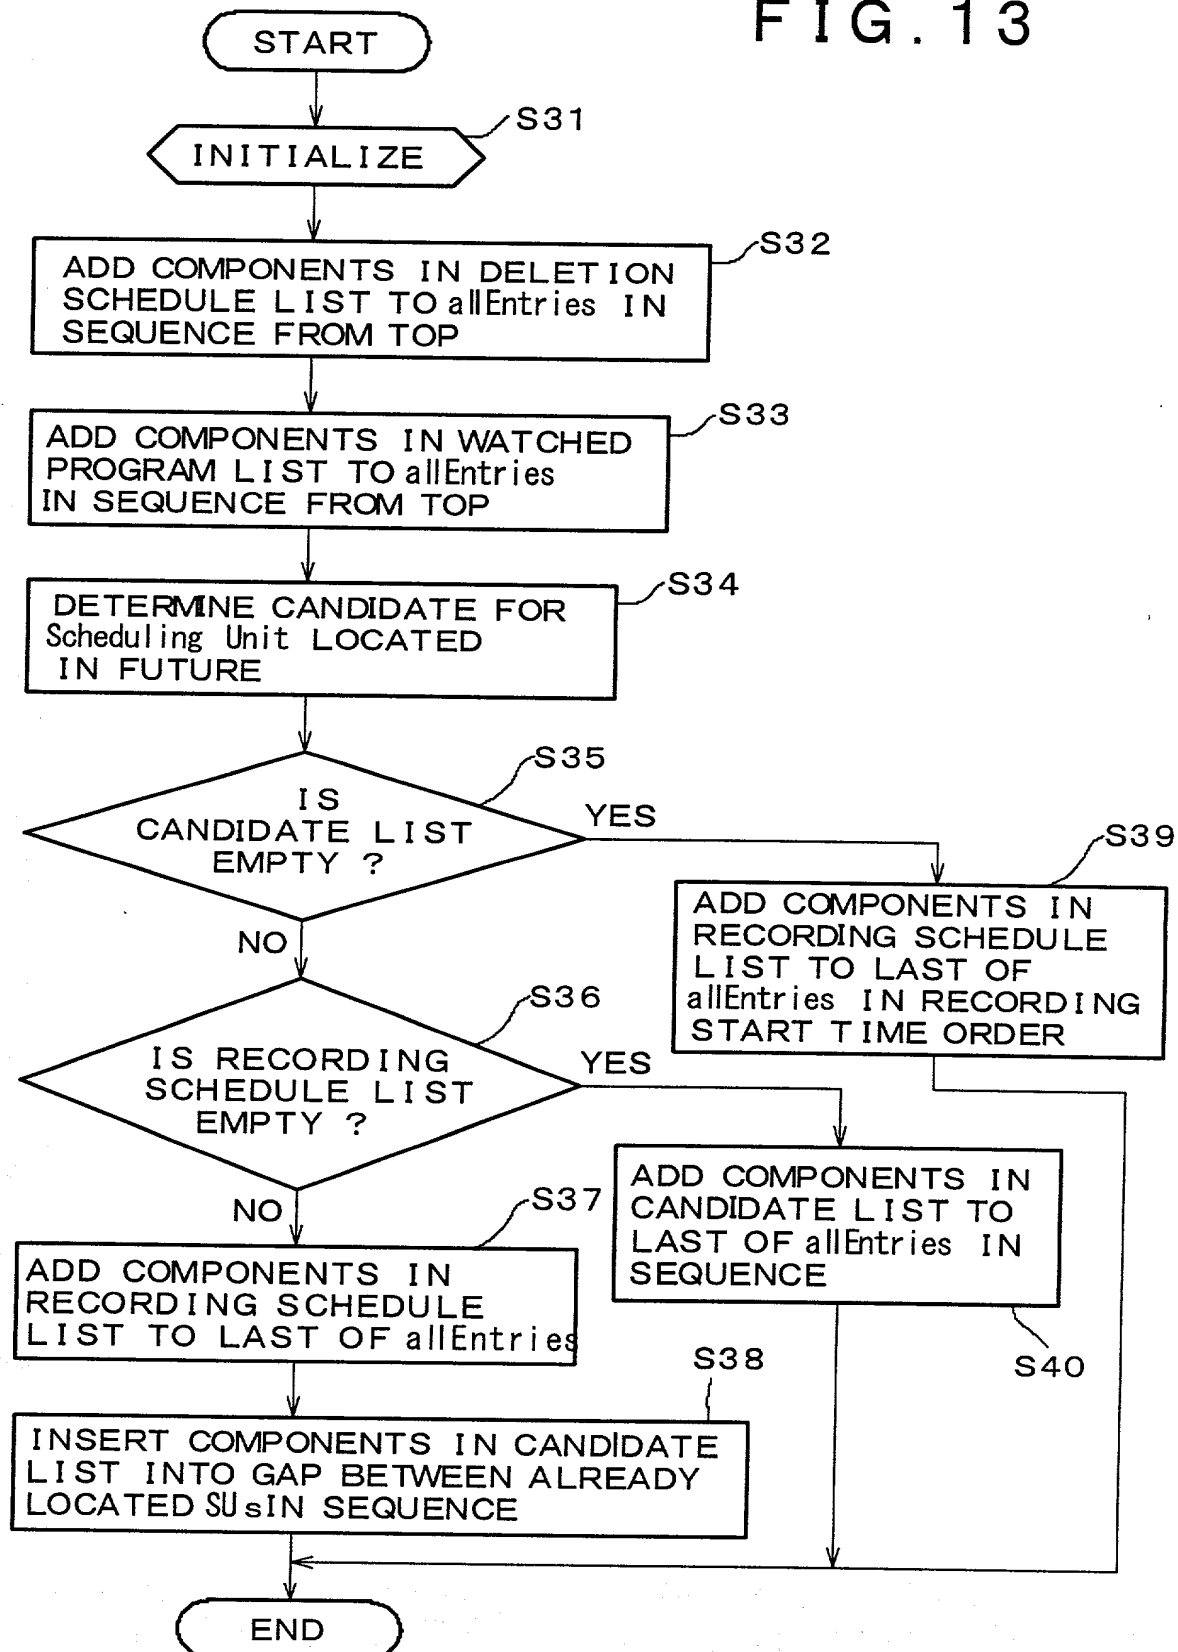 FIG.13
START
S31
INITIALIZE
S32
ADD COMPONENTS IN DELETION
SCHEDULE LIST TO allEntries IN
SEQUENCE FROM TOP
S33
ADD COMPONENTS IN WATCHED
PROGRAM LIST TO allEntries
IN SEQUENCE FROM TOP
S34
DETERMINE CANDIDATE FOR
Scheduling Unit LOCATED
IN FUTURE
S35
IS
CANDIDATE LIST
EMPTY ?
YES
NO
S39
ADD COMPONENTS IN
RECORDING SCHEDULE
LIST TO LAST OF
allEntries IN RECORDING
START TIME ORDER
S36
IS RECORDING
SCHEDULE LIST
EMPTY ?
YES
NO
ADD COMPONENTS IN
CANDIDATE LIST TO
LAST OF allEntries IN
SEQUENCE
S40
S37
ADD COMPONENTS IN
RECORDING SCHEDULE
LIST TO LAST OF allEntries
S38
INSERT COMPONENTS IN CANDIDATE
LIST INTO GAP BETWEEN ALREADY
LOCATED SUsIN SEQUENCE
END